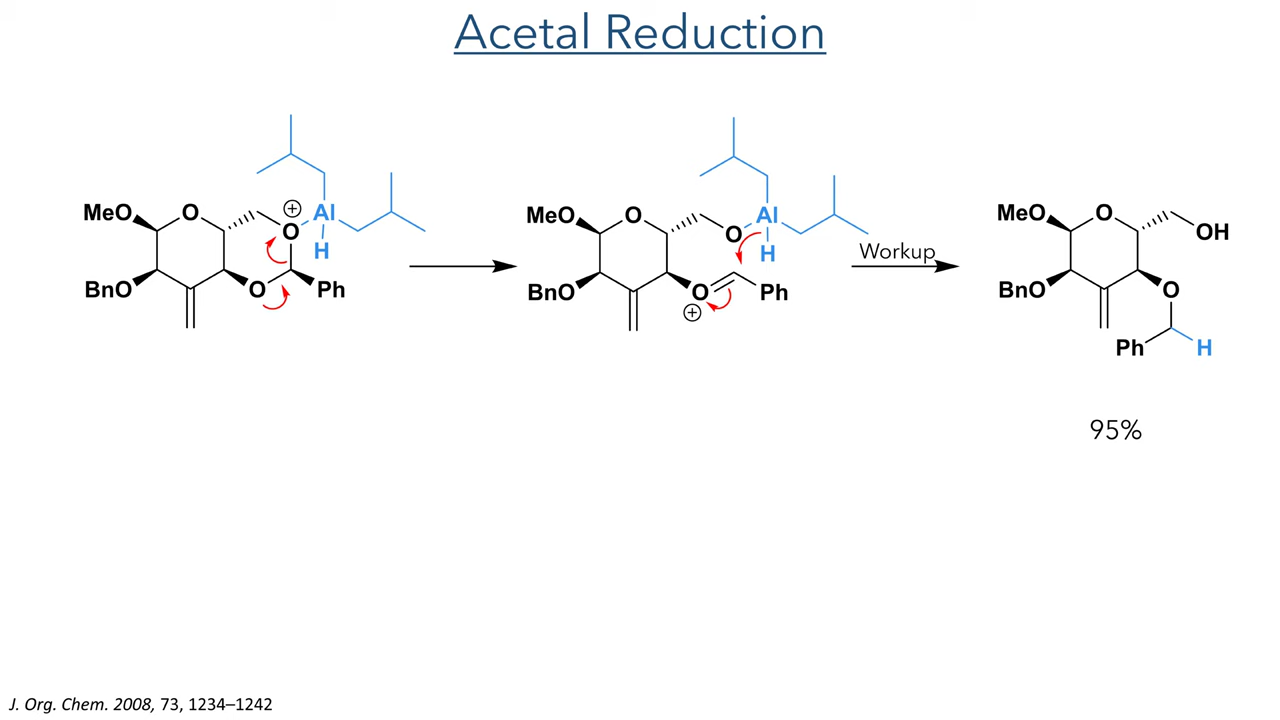 Acetal Reduction
MeO O ⊕ O Al H BnO O Ph
MeO O O Al H BnO O ⊕ Ph
Workup
MeO O OH BnO O Ph H
95%
J. Org. Chem. 2008, 73, 1234–1242